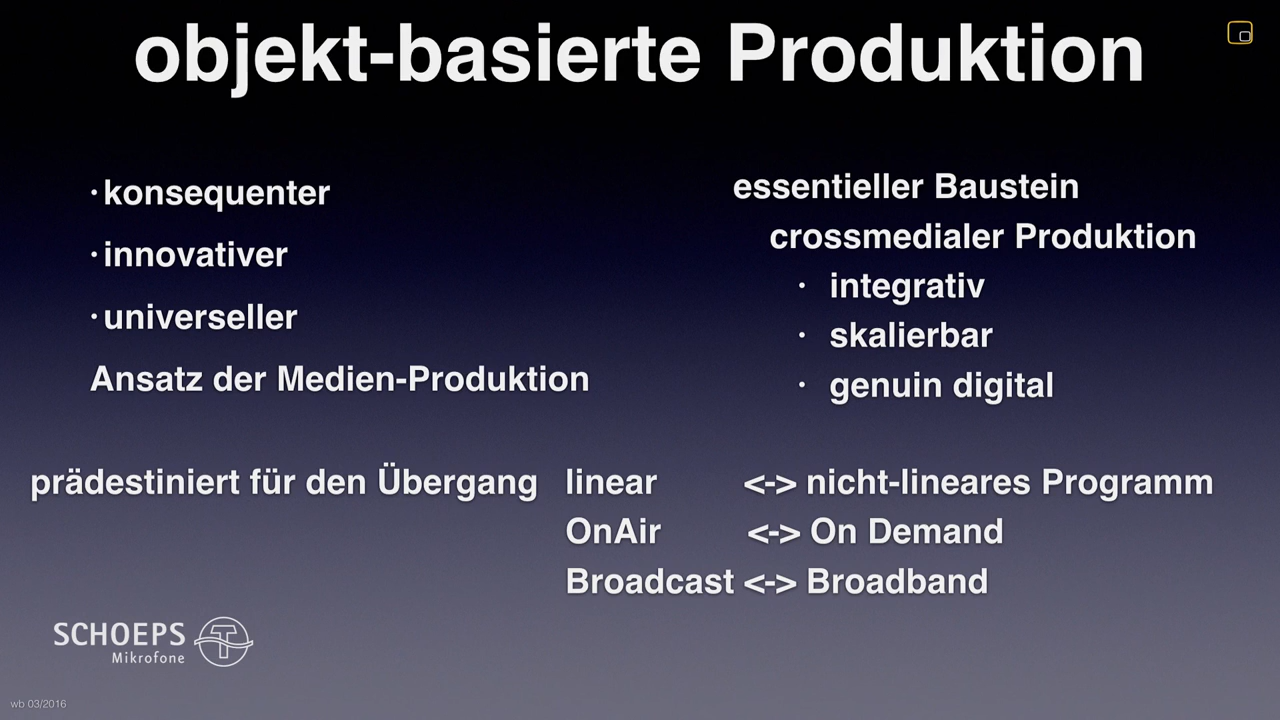 objekt-basierte Produktion
· konsequenter
· innovativer
· universeller
Ansatz der Medien-Produktion
essentieller Baustein
crossmedialer Produktion
· integrativ
· skalierbar
· genuin digital
prädestiniert für den Übergang linear <-> nicht-lineares Programm
OnAir <-> On Demand
Broadcast <-> Broadband
SCHOEPS
Mikrofone
wb 03/2016